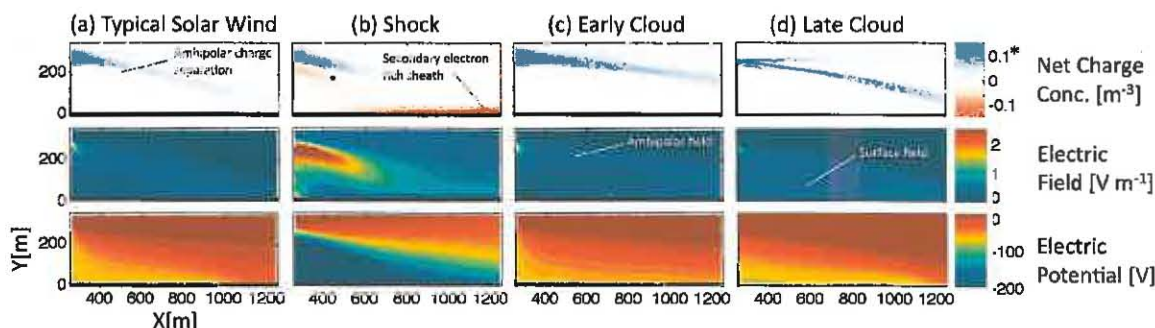 (a) Typical Solar Wind (b) Shock (c) Early Cloud (d) Late Cloud
200
0
Ambipolar charge
separation
Secondary electron
rich sheath
0.1*
0
-0.1
Net Charge
Conc. [m⁻³]
200
0
Ambipolar field
Surface field
2
1
0
Electric
Field [V m⁻¹]
Y[m]
200
0
0
-100
-200
Electric
Potential [V]
400 600 800 1000 1200 400 600 800 1000 1200 400 600 800 1000 1200 400 600 800 1000 1200
X[m]